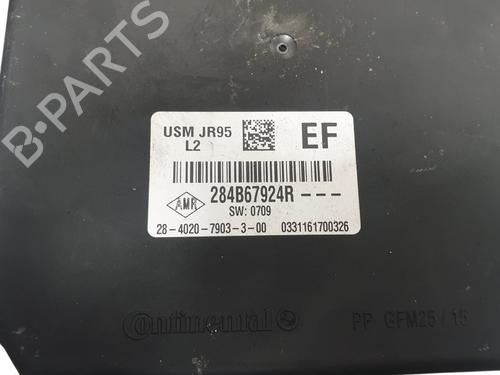 USM JR95
L2
EF
284B67924R ---
AMR
SW: 0709
28-4020-7903-3-00 0331161700326
Continental
PP GFM25 / 15
B-PARTS